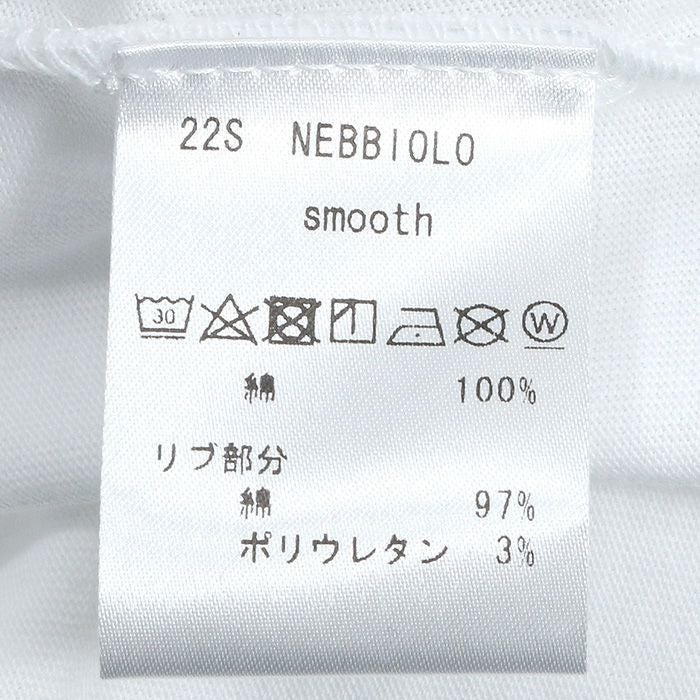 22S NEBBIOLO
smooth
30 W
綿 100%
リブ部分
綿 97%
ポリウレタン 3%